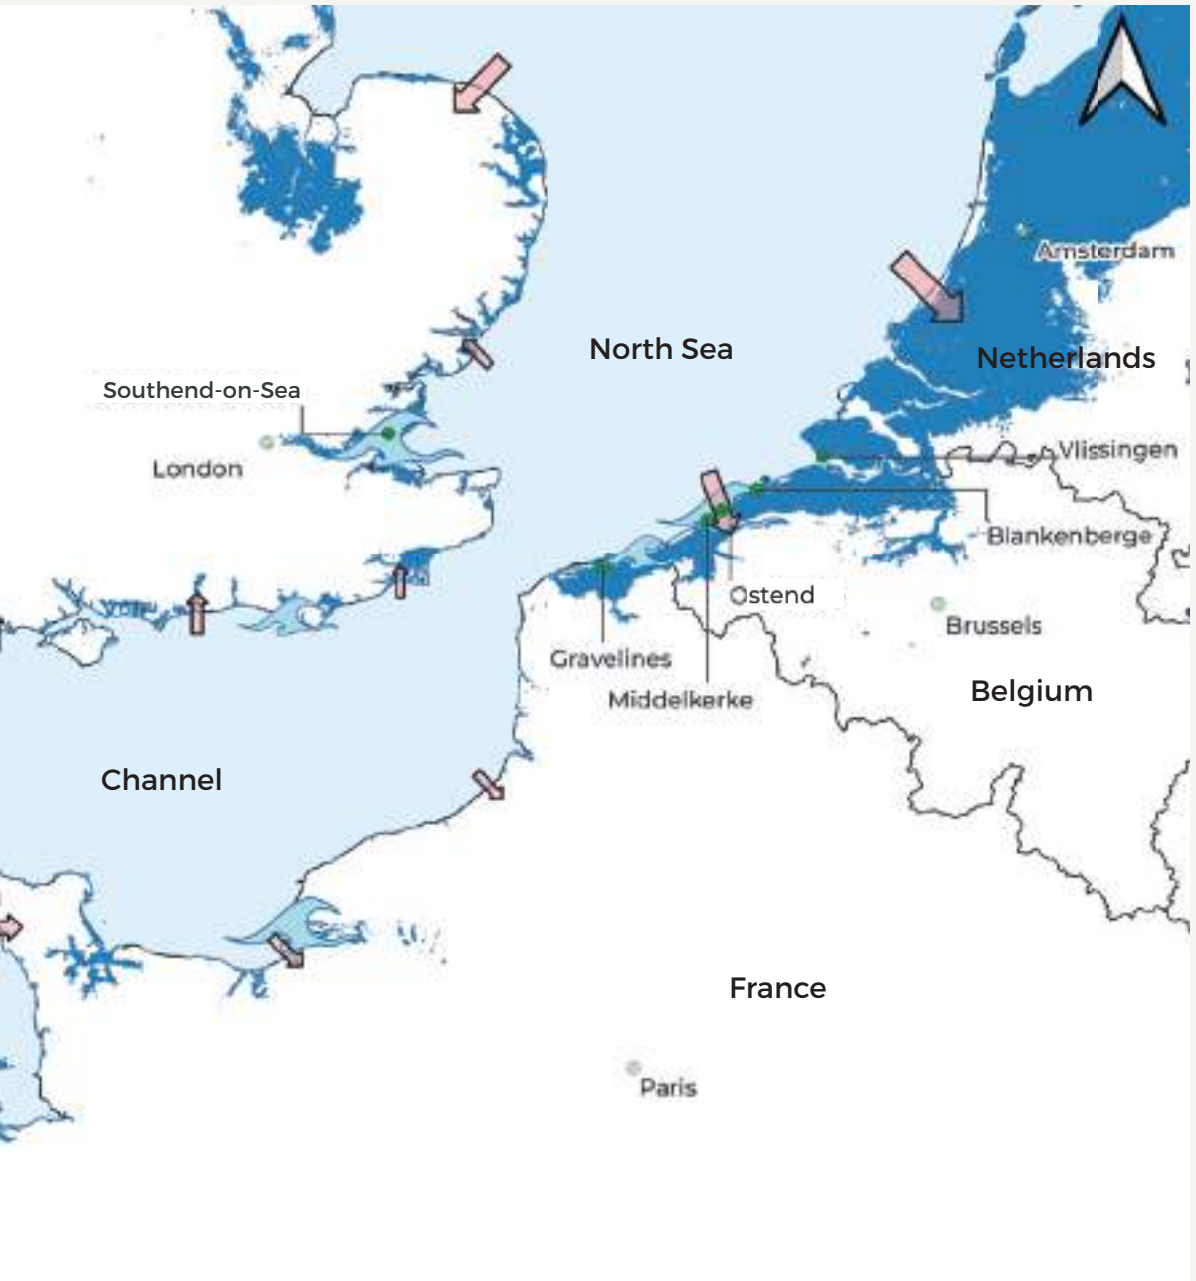 Amsterdam
North Sea
Netherlands
Southend-on-Sea
London
Vlissingen
Blankenberge
Ostend
Brussels
Gravelines
Middelkerke
Belgium
Channel
France
Paris